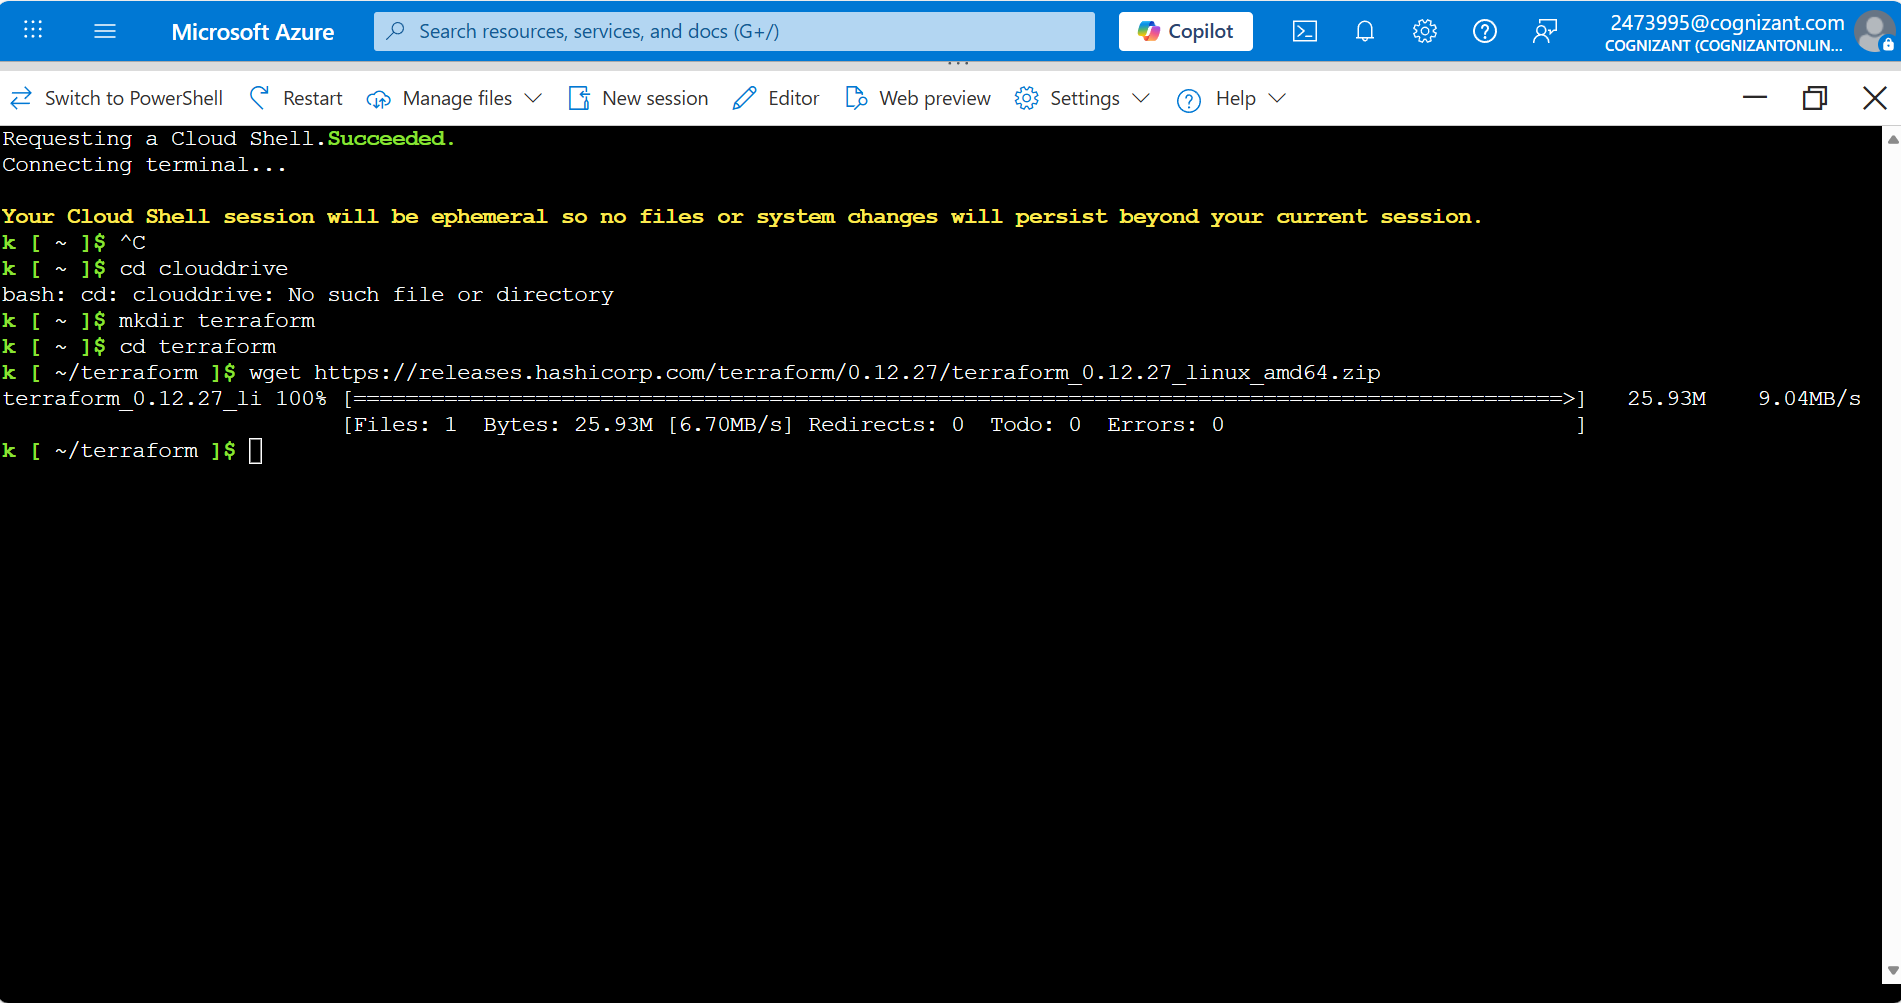 Microsoft Azure
Search resources, services, and docs (G+/)
Copilot
2473995@cognizant.com
COGNIZANT (COGNIZANTONLIN...
Switch to PowerShell
Restart
Manage files
New session
Editor
Web preview
Settings
Help
Requesting a Cloud Shell.Succeeded.
Connecting terminal...
Your Cloud Shell session will be ephemeral so no files or system changes will persist beyond your current session.
k [ ~ ]$ ^C
k [ ~ ]$ cd clouddrive
bash: cd: clouddrive: No such file or directory
k [ ~ ]$ mkdir terraform
k [ ~ ]$ cd terraform
k [ ~/terraform ]$ wget https://releases.hashicorp.com/terraform/0.12.27/terraform_0.12.27_linux_amd64.zip
terraform_0.12.27_li 100% [=============================================================================================>] 25.93M 9.04MB/s
[Files: 1 Bytes: 25.93M [6.70MB/s] Redirects: 0 Todo: 0 Errors: 0 ]
k [ ~/terraform ]$